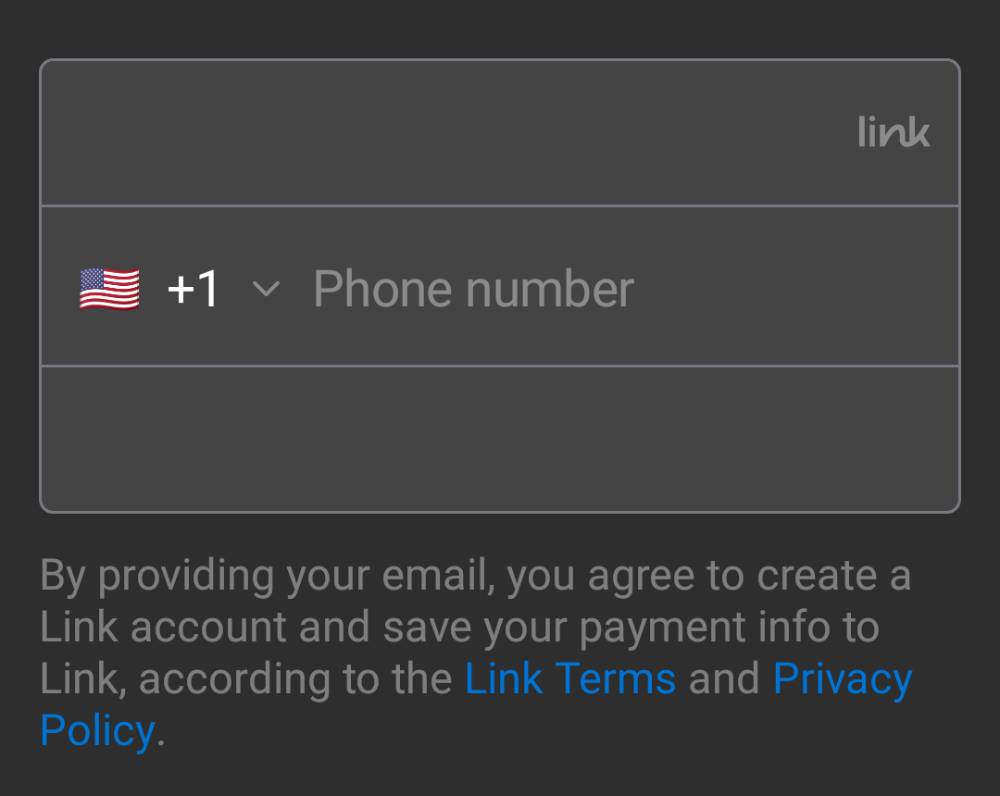 link
+1 Phone number
By providing your email, you agree to create a
Link account and save your payment info to
Link, according to the Link Terms and Privacy
Policy.